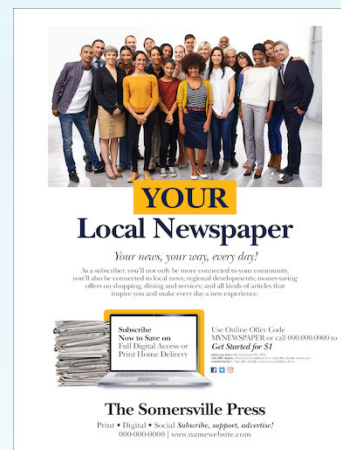 YOUR
Local Newspaper
Your news, your way, every day!
As a subscriber, you'll not only be more connected to your community,
you'll also be connected to local news; regional developments; money-saving
offers on shopping, dining and services; and all kinds of articles that
inspire you and make every day a new experience.
Subscribe
Now to Save on
Full Digital Access or
Print Home Delivery
Use Online Offer Code
MYNEWSPAPER or call 000.000.0000 to
Get Started for $1
The Somersville Press
Print • Digital • Social Subscribe, support, advertise!
000-000-0000 | www.namewebsite.com